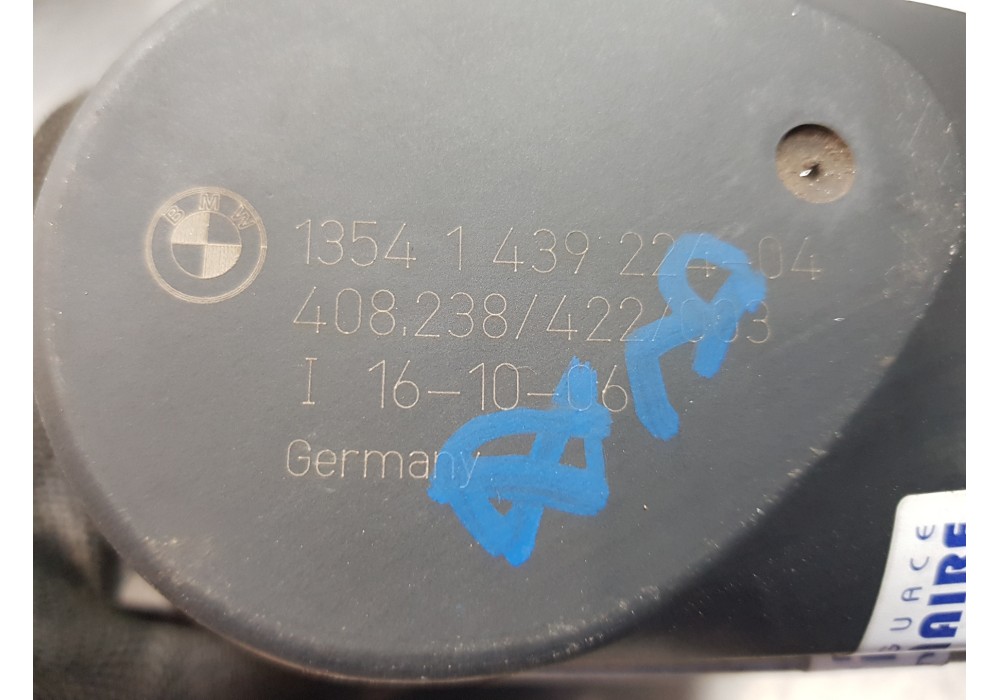 BMW
1354 1 439 224-04
408.238/422/003
I 16-10-06
Germany